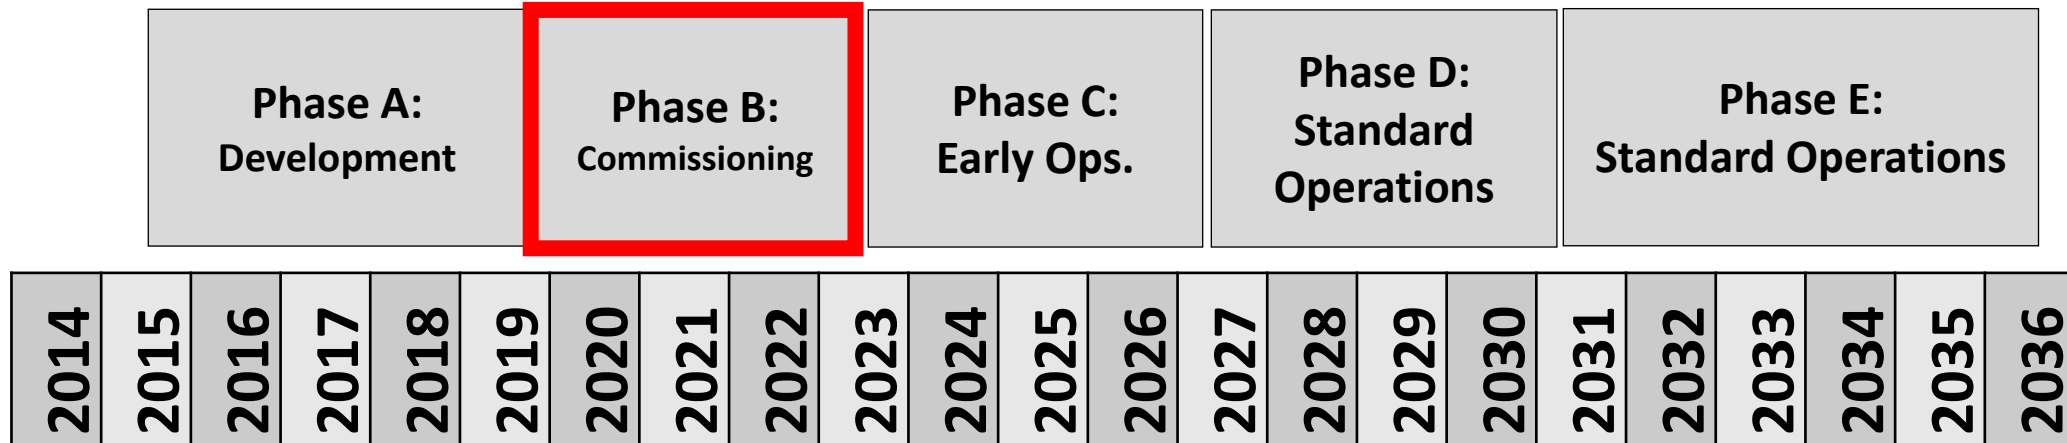 Phase A:
Development
Phase B:
Commissioning
Phase C:
Early Ops.
Phase D:
Standard
Operations
Phase E:
Standard Operations
2014
2015
2016
2017
2018
2019
2020
2021
2022
2023
2024
2025
2026
2027
2028
2029
2030
2031
2032
2033
2034
2035
2036